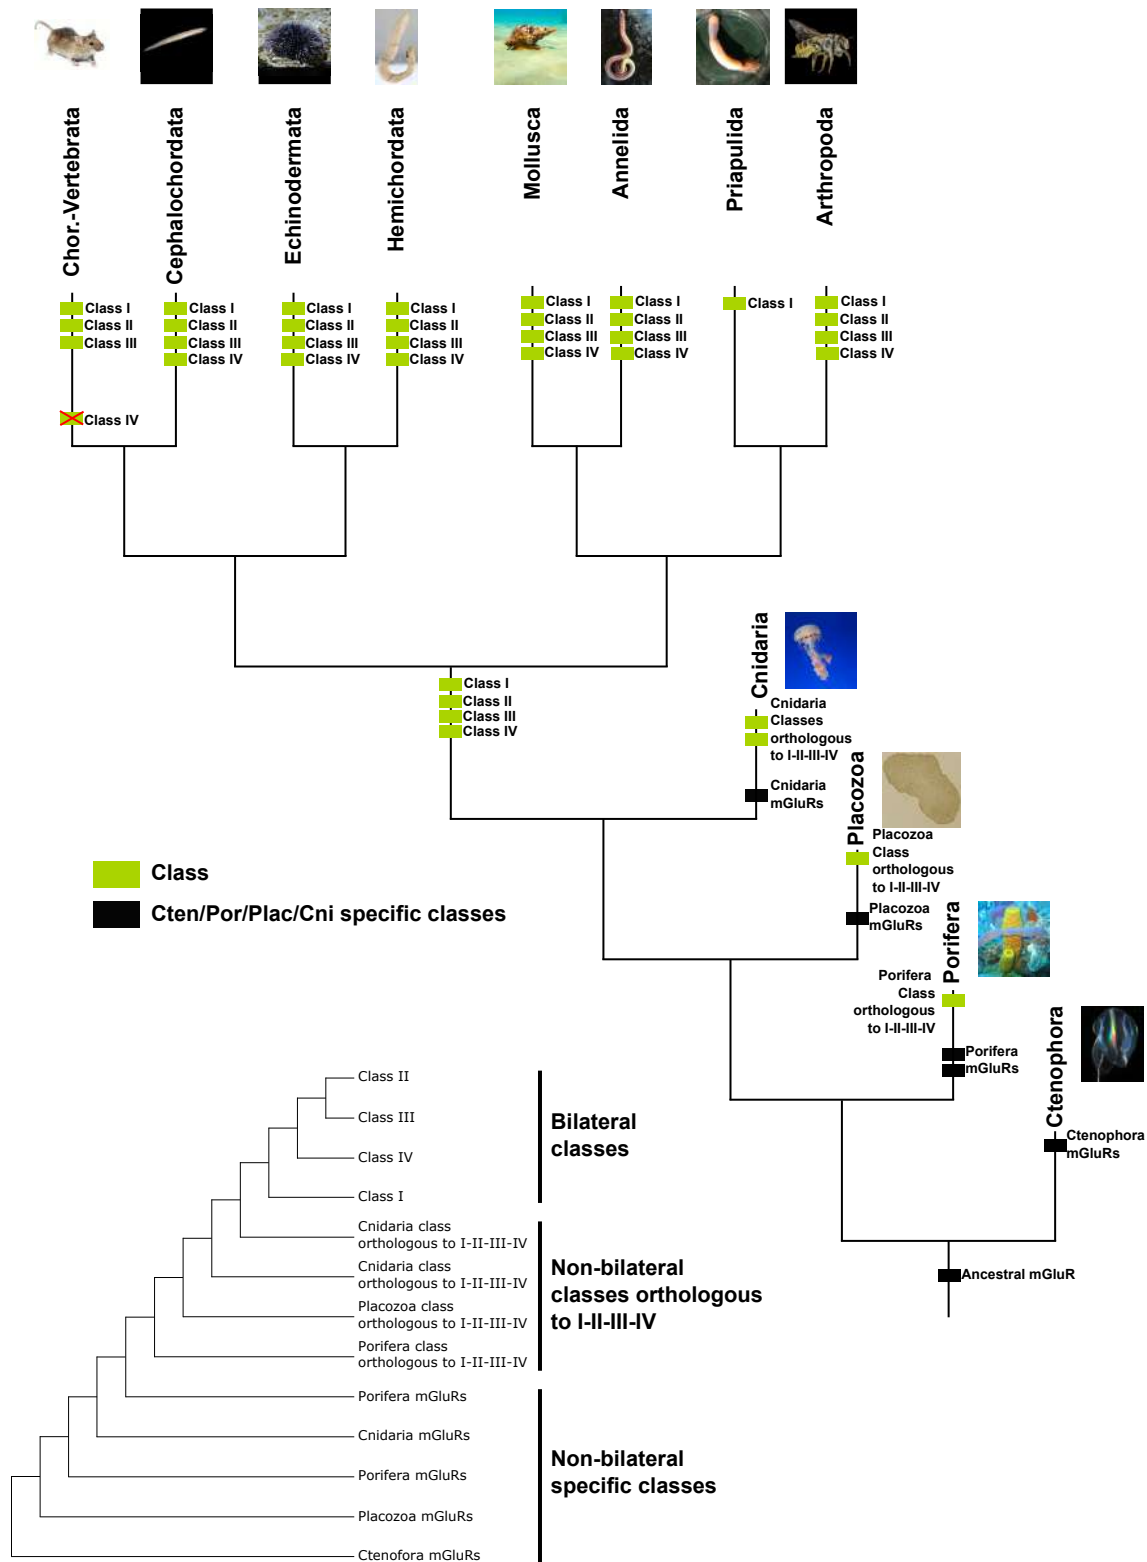 Chor.-Vertebrata
Cephalochordata
Echinodermata
Hemichordata
Mollusca
Annelida
Priapulida
Arthropoda
Class I
Class II
Class III
Class IV
Class I
Class II
Class III
Class IV
Class I
Class II
Class III
Class IV
Class I
Class II
Class III
Class IV
Class I
Class II
Class III
Class IV
Class I
Class II
Class III
Class IV
Class I
Class I
Class II
Class III
Class IV
Class I
Class II
Class III
Class IV
Cnidaria
Cnidaria
Classes
orthologous
to I-II-III-IV
Cnidaria
mGluRs
Placozoa
Placozoa
Class
orthologous
to I-II-III-IV
Placozoa
mGluRs
Class
Cten/Por/Plac/Cni specific classes
Porifera
Porifera
Class
orthologous
to I-II-III-IV
Porifera
mGluRs
Ctenophora
Ctenophora
mGluRs
Ancestral mGluR
Class II
Class III
Class IV
Class I
Cnidaria class
orthologous to I-II-III-IV
Cnidaria class
orthologous to I-II-III-IV
Placozoa class
orthologous to I-II-III-IV
Porifera class
orthologous to I-II-III-IV
Porifera mGluRs
Cnidaria mGluRs
Porifera mGluRs
Placozoa mGluRs
Ctenofora mGluRs
Bilateral
classes
Non-bilateral
classes orthologous
to I-II-III-IV
Non-bilateral
specific classes